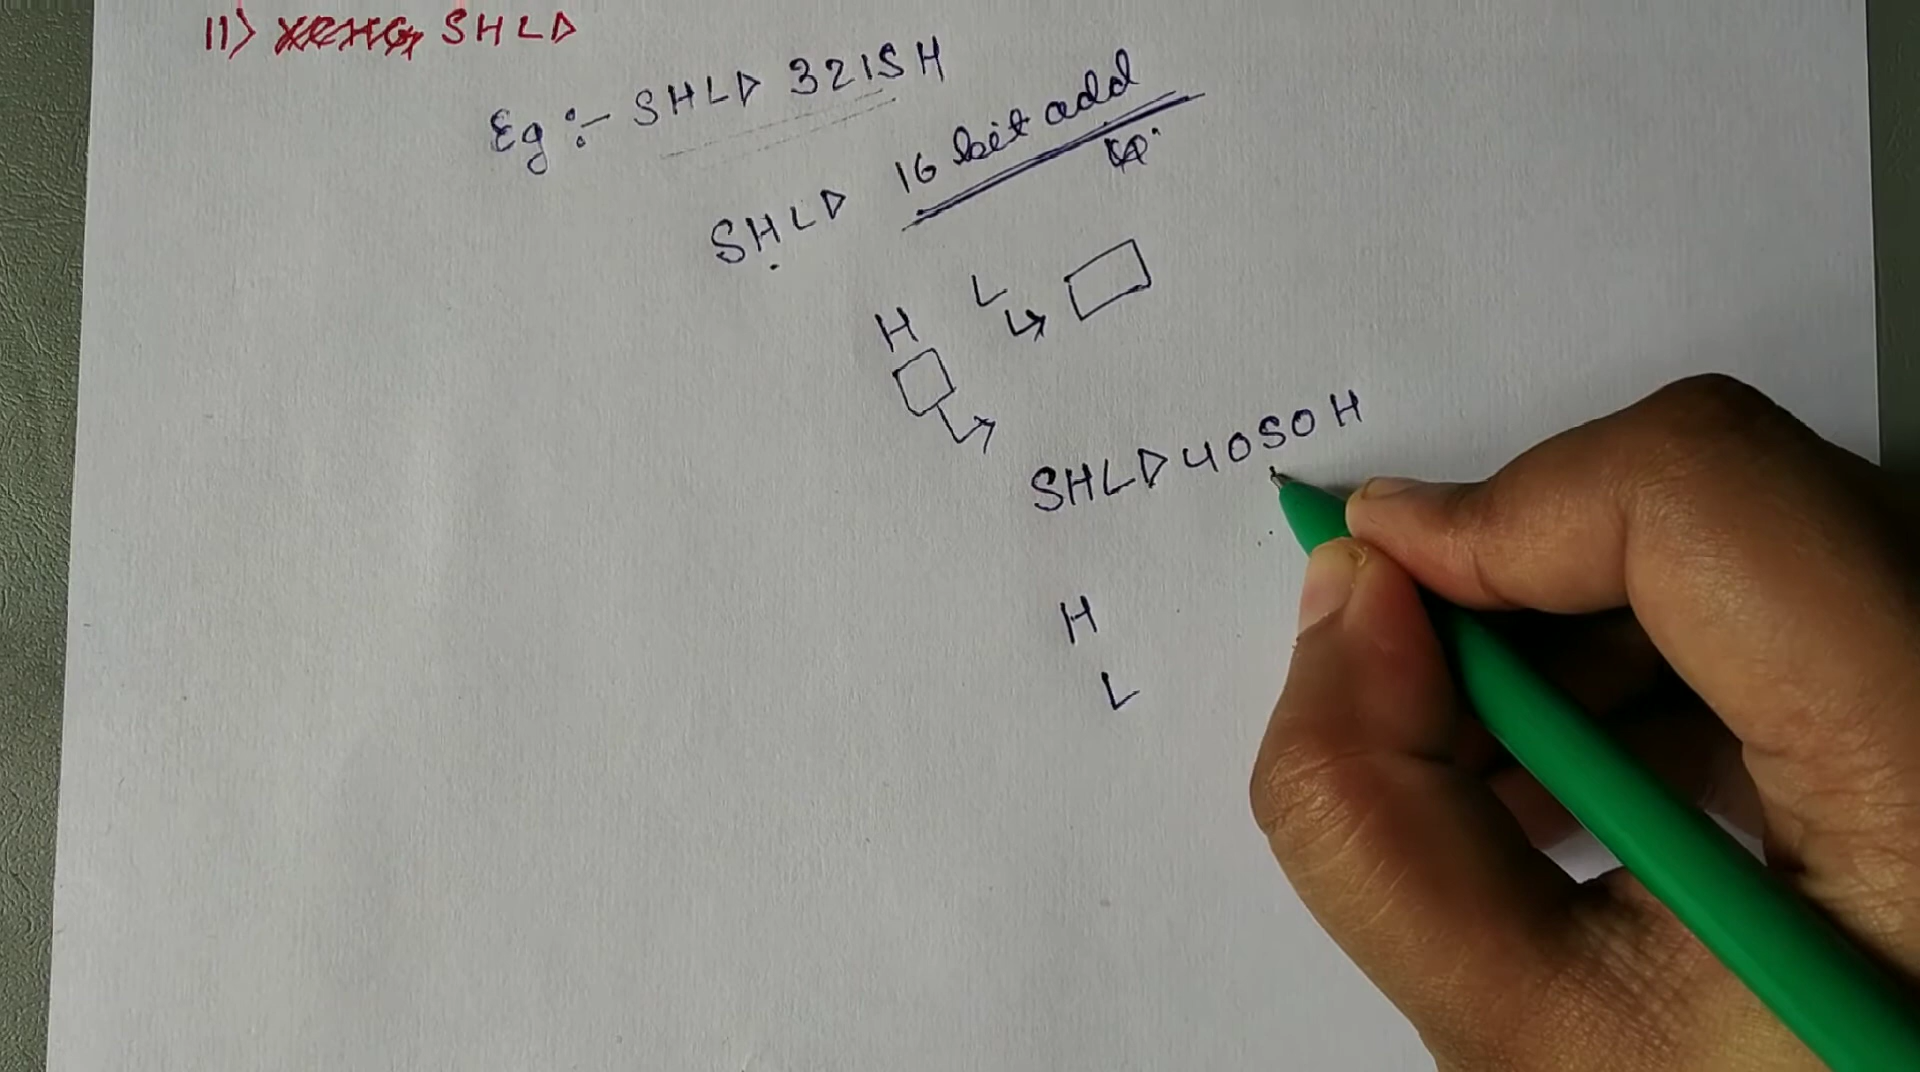 11) SHLD
Eg :- SHLD 3215H
SHLD 16 bit add
H L
SHLD 4050H
H
L